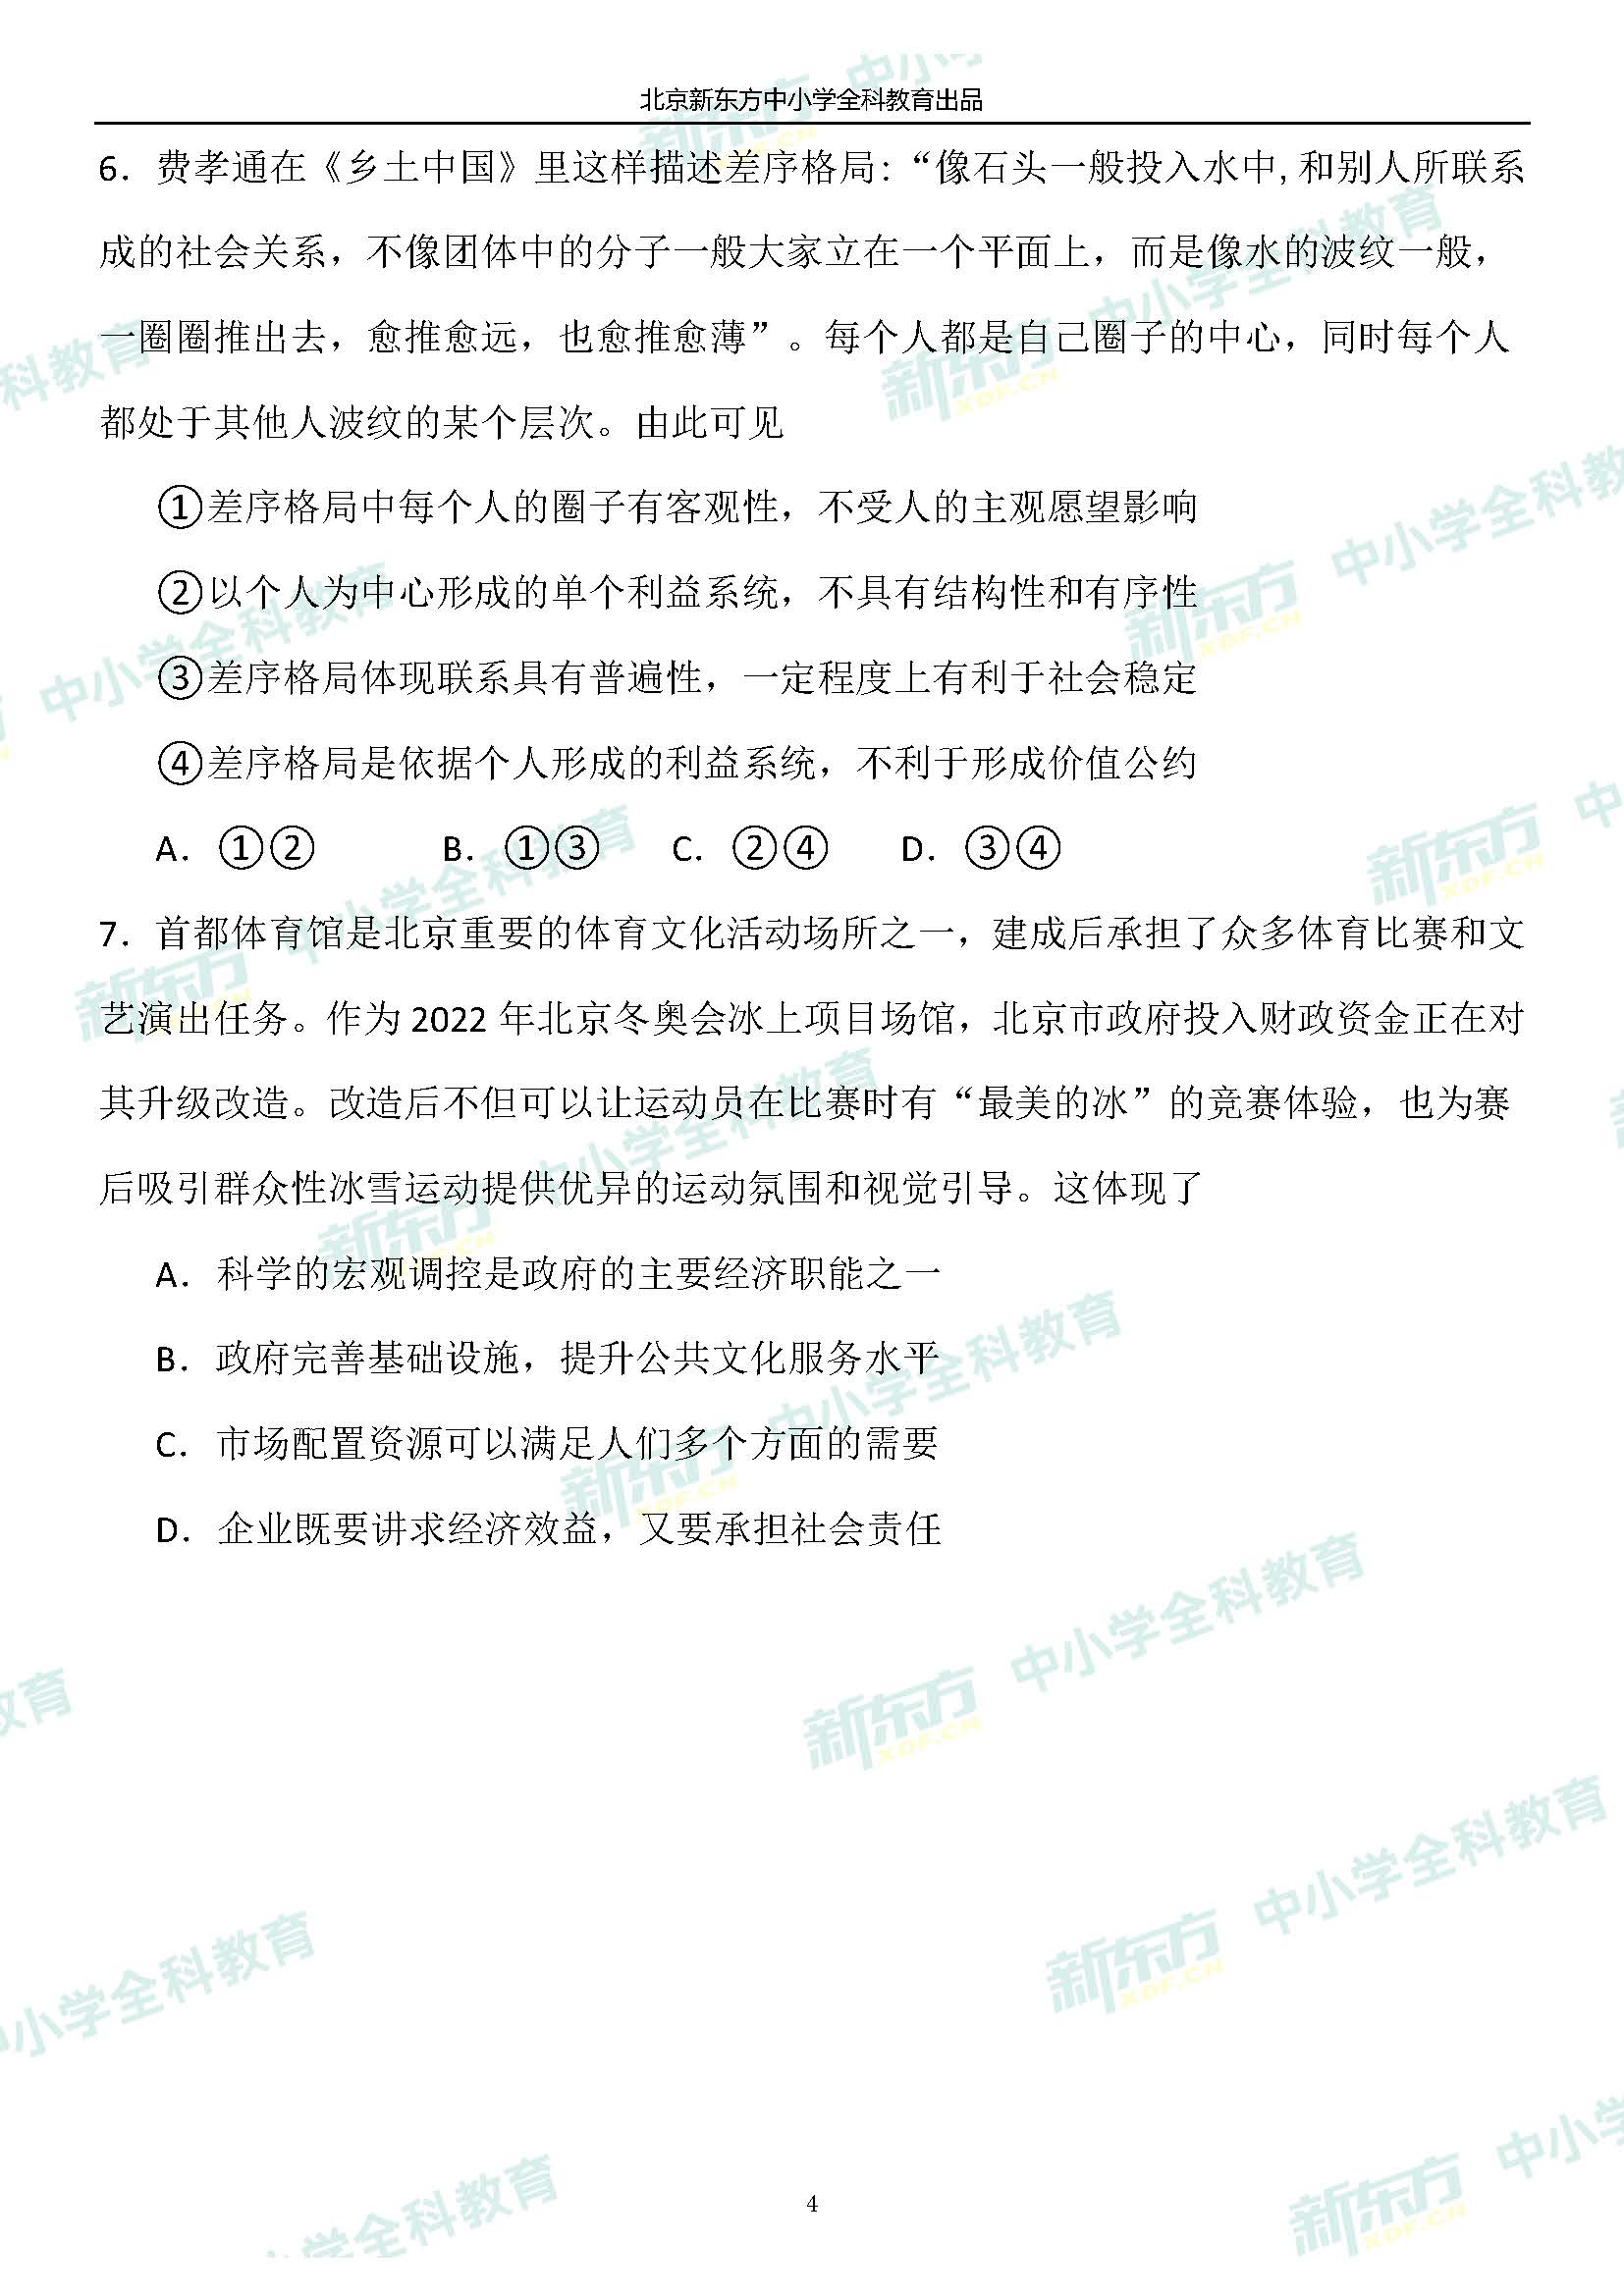 北京新东方中小学全科教育出品
6．费孝通在《乡土中国》里这样描述差序格局:“像石头一般投入水中,和别人所联系
成的社会关系，不像团体中的分子一般大家立在一个平面上，而是像水的波纹一般，
一圈圈推出去，愈推愈远，也愈推愈薄”。每个人都是自己圈子的中心，同时每个人
都处于其他人波纹的某个层次。由此可见
①差序格局中每个人的圈子有客观性，不受人的主观愿望影响
②以个人为中心形成的单个利益系统，不具有结构性和有序性
③差序格局体现联系具有普遍性，一定程度上有利于社会稳定
④差序格局是依据个人形成的利益系统，不利于形成价值公约
A．①② B．①③ C．②④ D．③④
7．首都体育馆是北京重要的体育文化活动场所之一，建成后承担了众多体育比赛和文
艺演出任务。作为 2022 年北京冬奥会冰上项目场馆，北京市政府投入财政资金正在对
其升级改造。改造后不但可以让运动员在比赛时有“最美的冰”的竞赛体验，也为赛
后吸引群众性冰雪运动提供优异的运动氛围和视觉引导。这体现了
A．科学的宏观调控是政府的主要经济职能之一
B．政府完善基础设施，提升公共文化服务水平
C．市场配置资源可以满足人们多个方面的需要
D．企业既要讲求经济效益，又要承担社会责任
新东方 XDF.CN 中小学全科教育
4